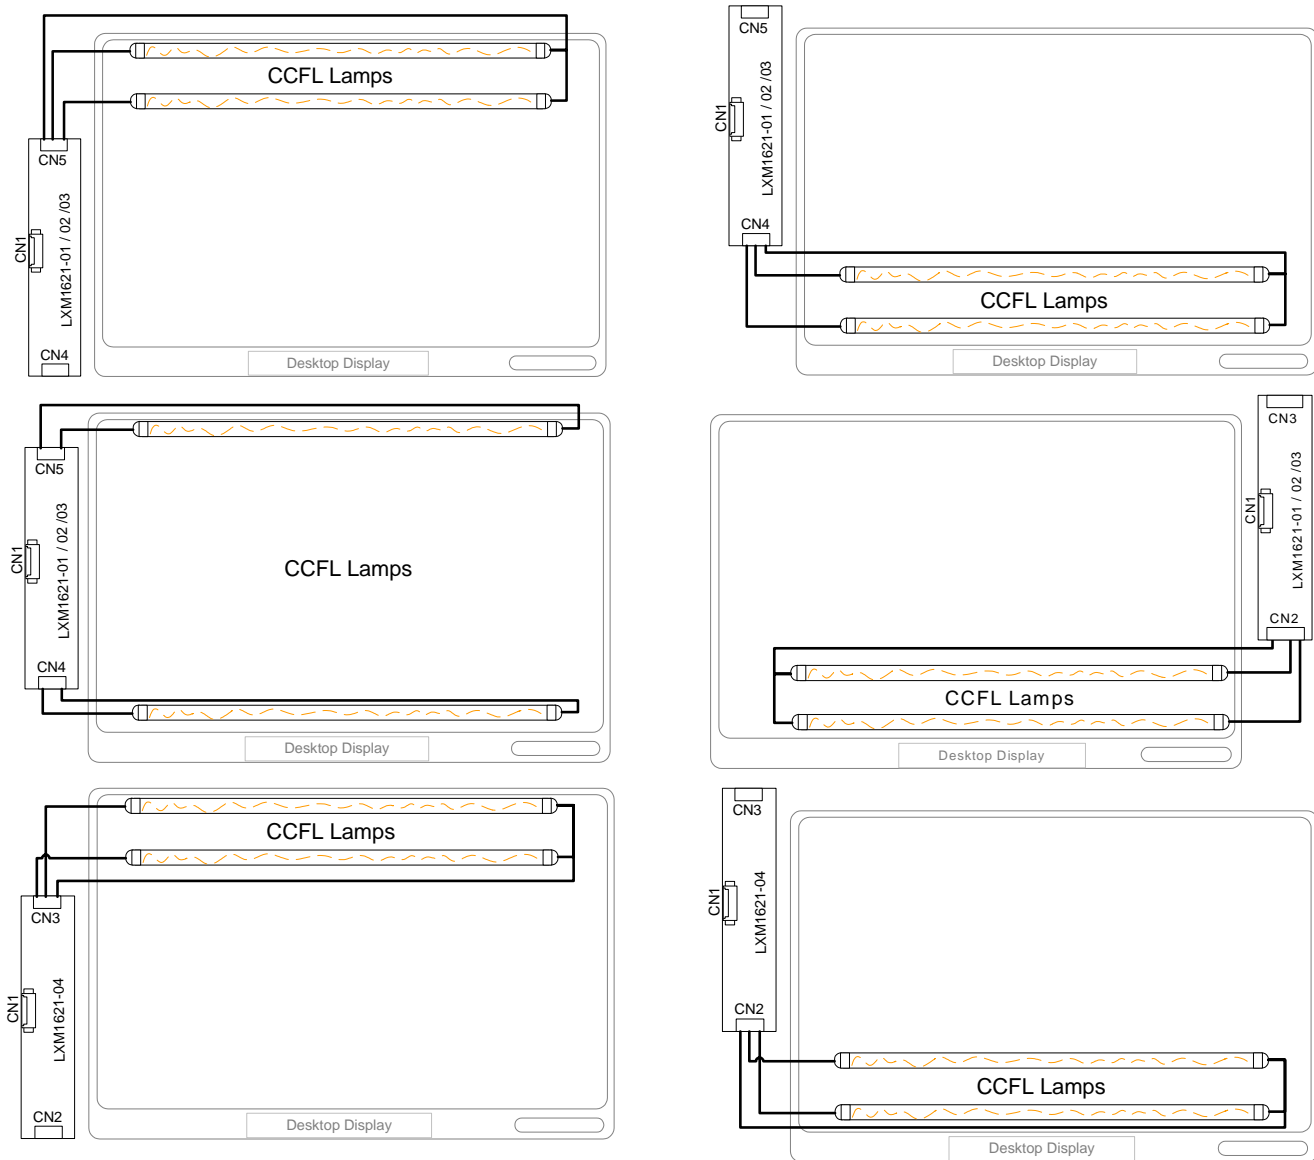 CCFL Lamps
CN5
CN1
LXM1621-01 / 02 /03
CN4
Desktop Display
CN5
CN1
LXM1621-01 / 02 /03
CN4
CCFL Lamps
Desktop Display
CN5
CN1
LXM1621-01 / 02 /03
CCFL Lamps
CN4
Desktop Display
CN3
CN1
LXM1621-01 / 02 /03
CN2
CCFL Lamps
Desktop Display
CCFL Lamps
CN3
CN1
LXM1621-04
CN2
Desktop Display
CN3
CN1
LXM1621-04
CN2
CCFL Lamps
Desktop Display